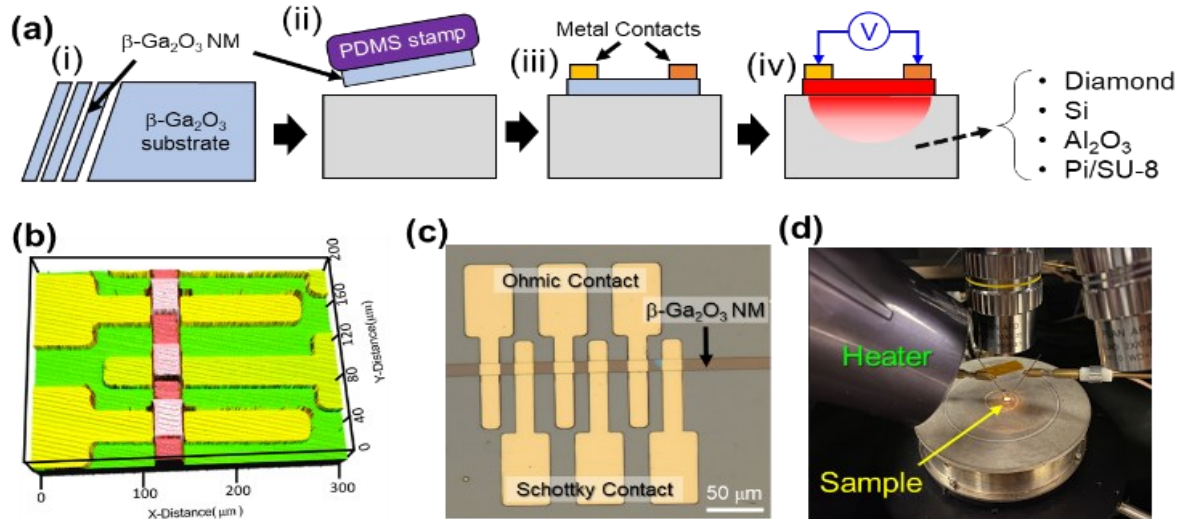 (a)
(i)
β-Ga₂O₃ NM
β-Ga₂O₃
substrate
(ii)
PDMS stamp
(iii)
Metal Contacts
(iv)
V
• Diamond
• Si
• Al₂O₃
• Pi/SU-8
(b)
200
160
120
80
40
0
Y-Distance(μm)
0
100
200
300
X-Distance(μm)
(c)
Ohmic Contact
β-Ga₂O₃ NM
Schottky Contact
50 μm
(d)
Heater
Sample